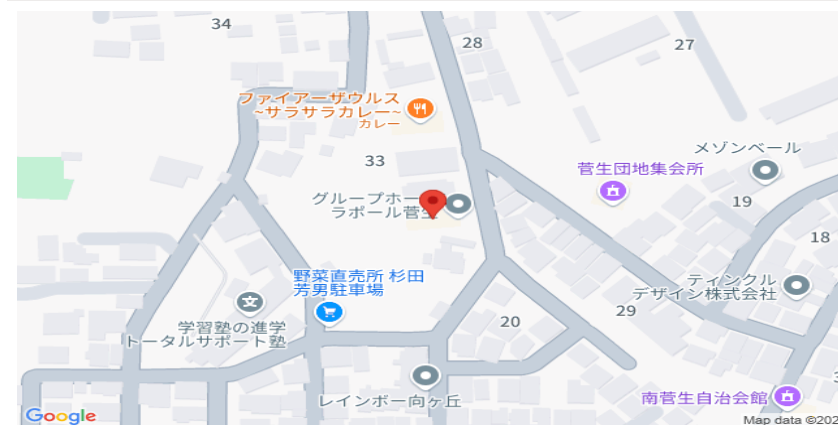 34
28
27
ファイアーザウルス
~サラサラカレー~
カレー
33
メゾンベール
菅生団地集会所
グループホー
ラポール菅生
19
18
野菜直売所 杉田
芳男駐車場
ティンクル
デザイン株式会社
29
20
学習塾の進学
トータルサポート塾
レインボー向ヶ丘
南菅生自治会館
Google
Map data ©202